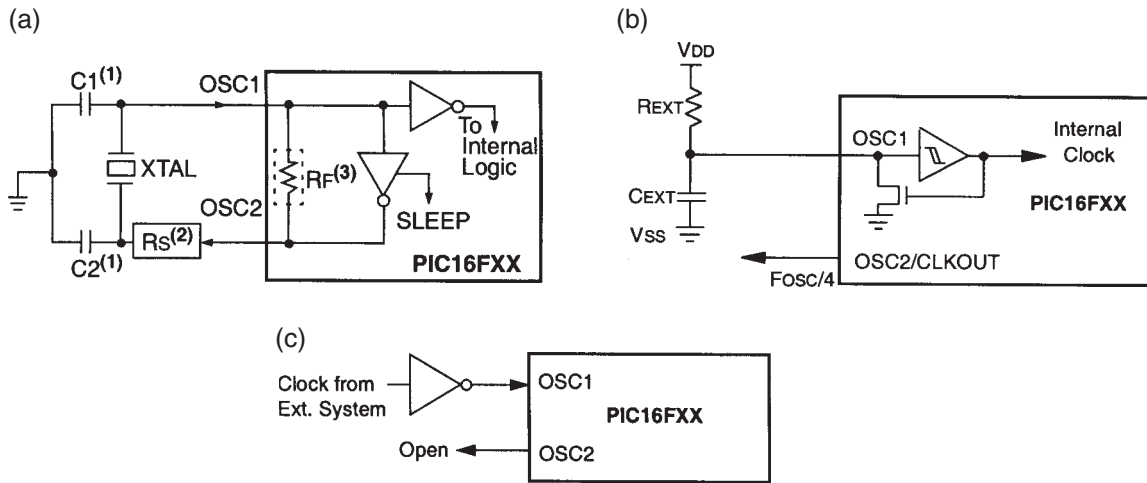 (a)
C1(1)
OSC1
To
Internal
Logic
XTAL
RF(3)
OSC2
SLEEP
RS(2)
C2(1)
PIC16FXX
(b)
VDD
REXT
OSC1
Internal
Clock
CEXT
PIC16FXX
VSS
OSC2/CLKOUT
FOSC/4
(c)
Clock from
Ext. System
OSC1
PIC16FXX
Open
OSC2